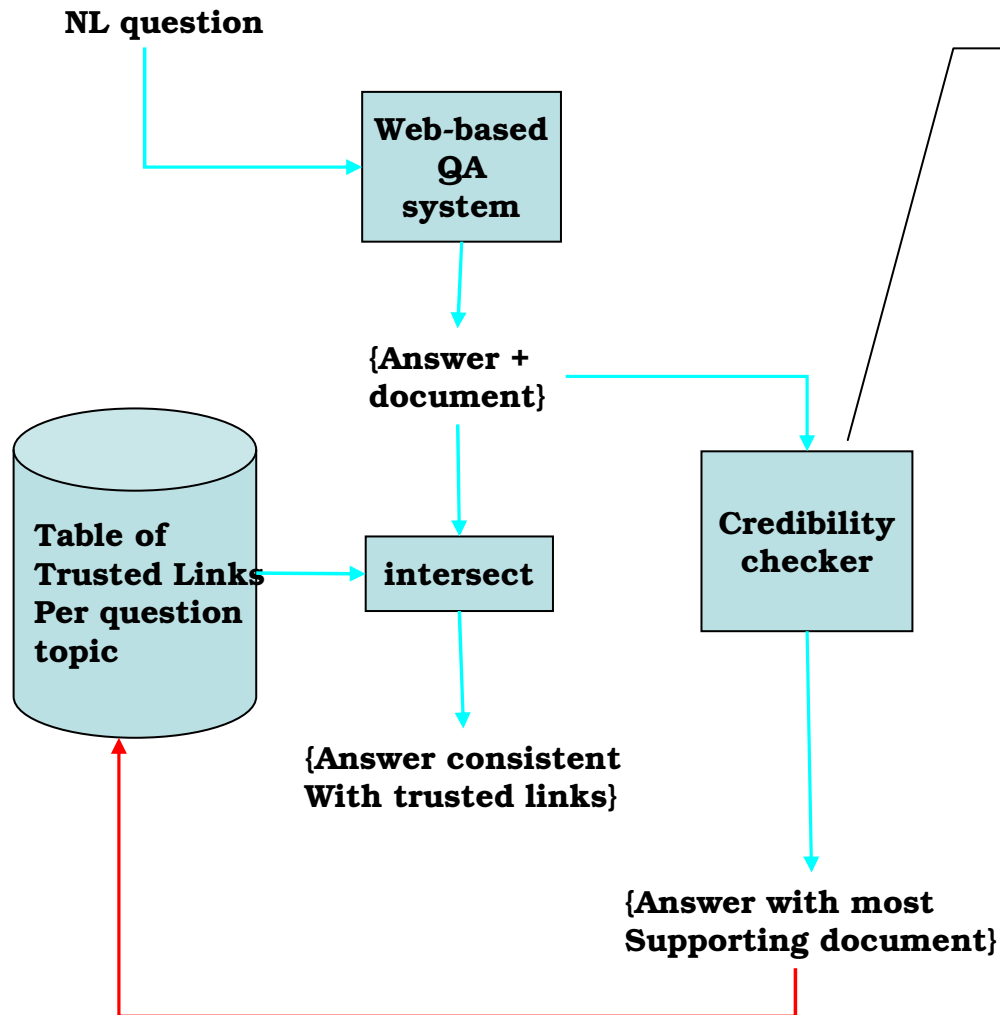 NL question
Web-based
QA
system
{Answer +
document}
Table of
Trusted Links
Per question
topic
intersect
Credibility
checker
{Answer consistent
With trusted links}
{Answer with most
Supporting document}